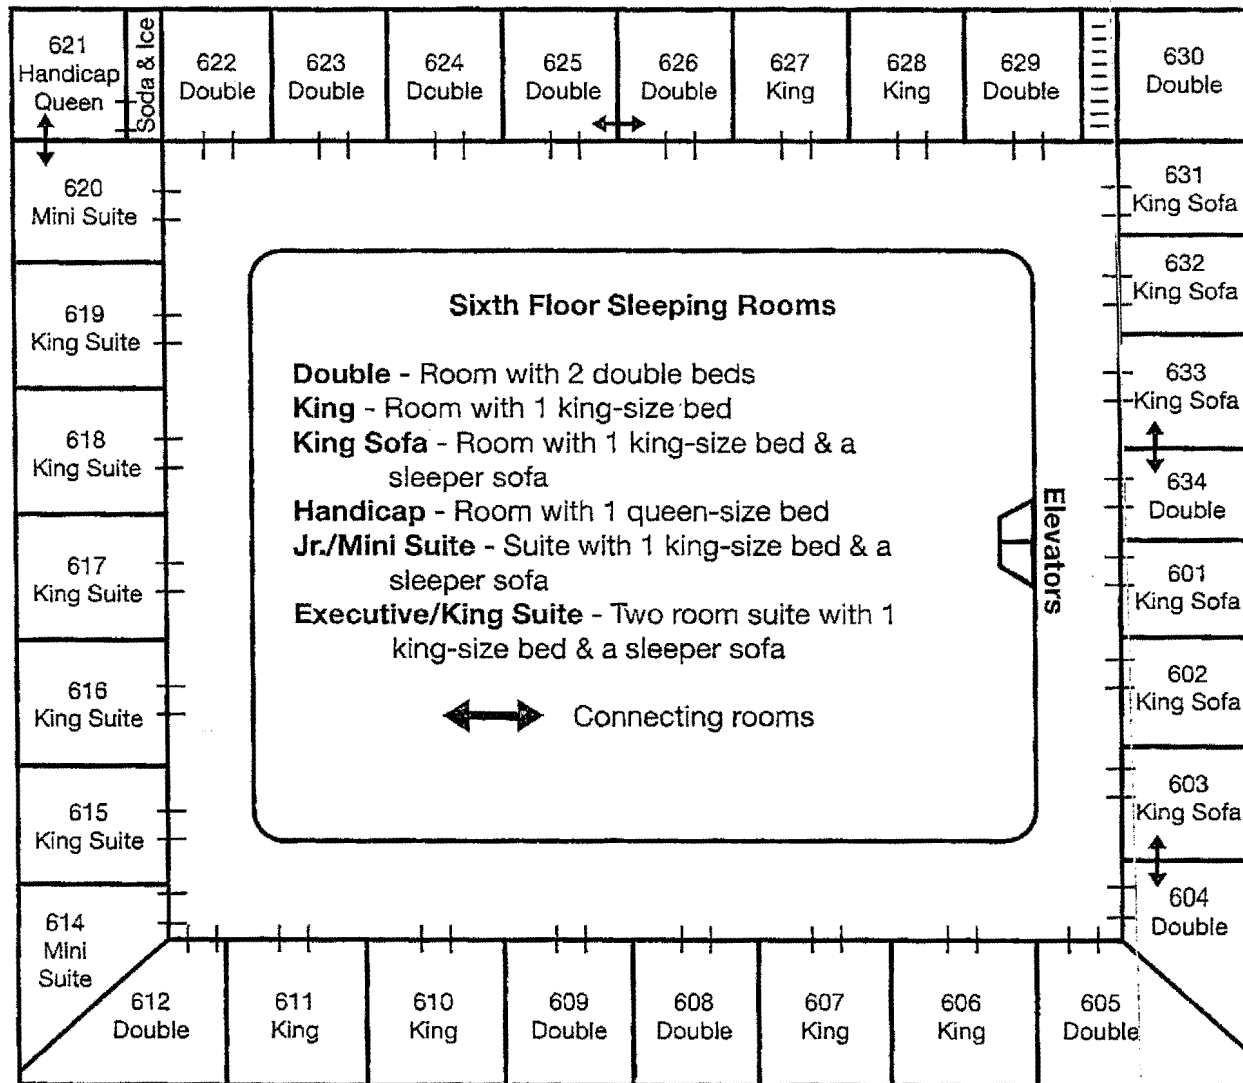 621
Handicap
Queen
Soda & Ice
622
Double
623
Double
624
Double
625
Double
626
Double
627
King
628
King
629
Double
630
Double
620
Mini Suite
619
King Suite
618
King Suite
617
King Suite
616
King Suite
615
King Suite
614
Mini
Suite
Sixth Floor Sleeping Rooms
Double - Room with 2 double beds
King - Room with 1 king-size bed
King Sofa - Room with 1 king-size bed & a
sleeper sofa
Handicap - Room with 1 queen-size bed
Jr./Mini Suite - Suite with 1 king-size bed & a
sleeper sofa
Executive/King Suite - Two room suite with 1
king-size bed & a sleeper sofa
Connecting rooms
Elevators
631
King Sofa
632
King Sofa
633
King Sofa
634
Double
601
King Sofa
602
King Sofa
603
King Sofa
604
Double
612
Double
611
King
610
King
609
Double
608
Double
607
King
606
King
605
Double